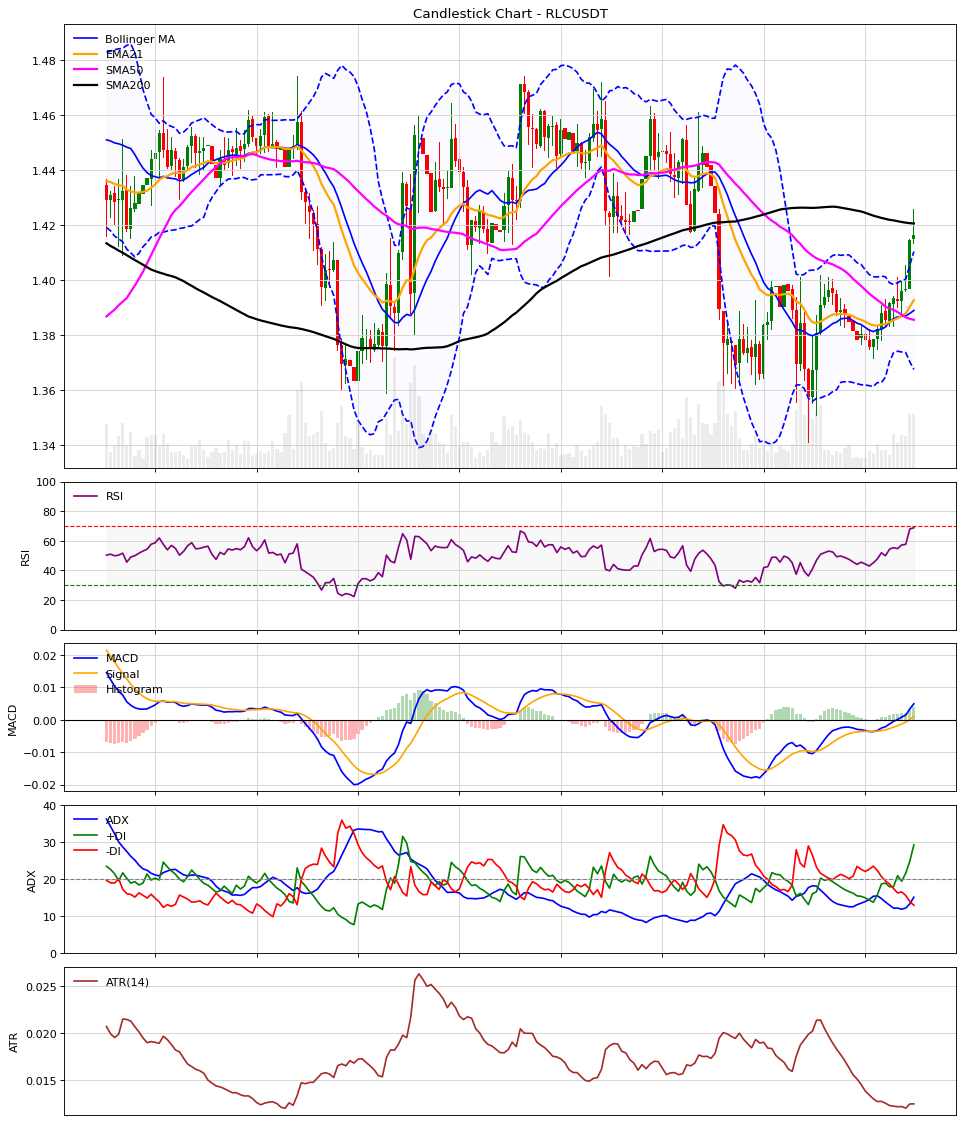 Candlestick Chart - RLCUSDT
Bollinger MA
EMA21
SMA50
SMA200
1.48
1.46
1.44
1.42
1.40
1.38
1.36
1.34
RSI
RSI
100
80
60
40
20
0
MACD
MACD
Signal
Histogram
0.02
0.01
0.00
−0.01
−0.02
ADX
ADX
+DI
-DI
40
30
20
10
0
ATR
ATR(14)
0.025
0.020
0.015